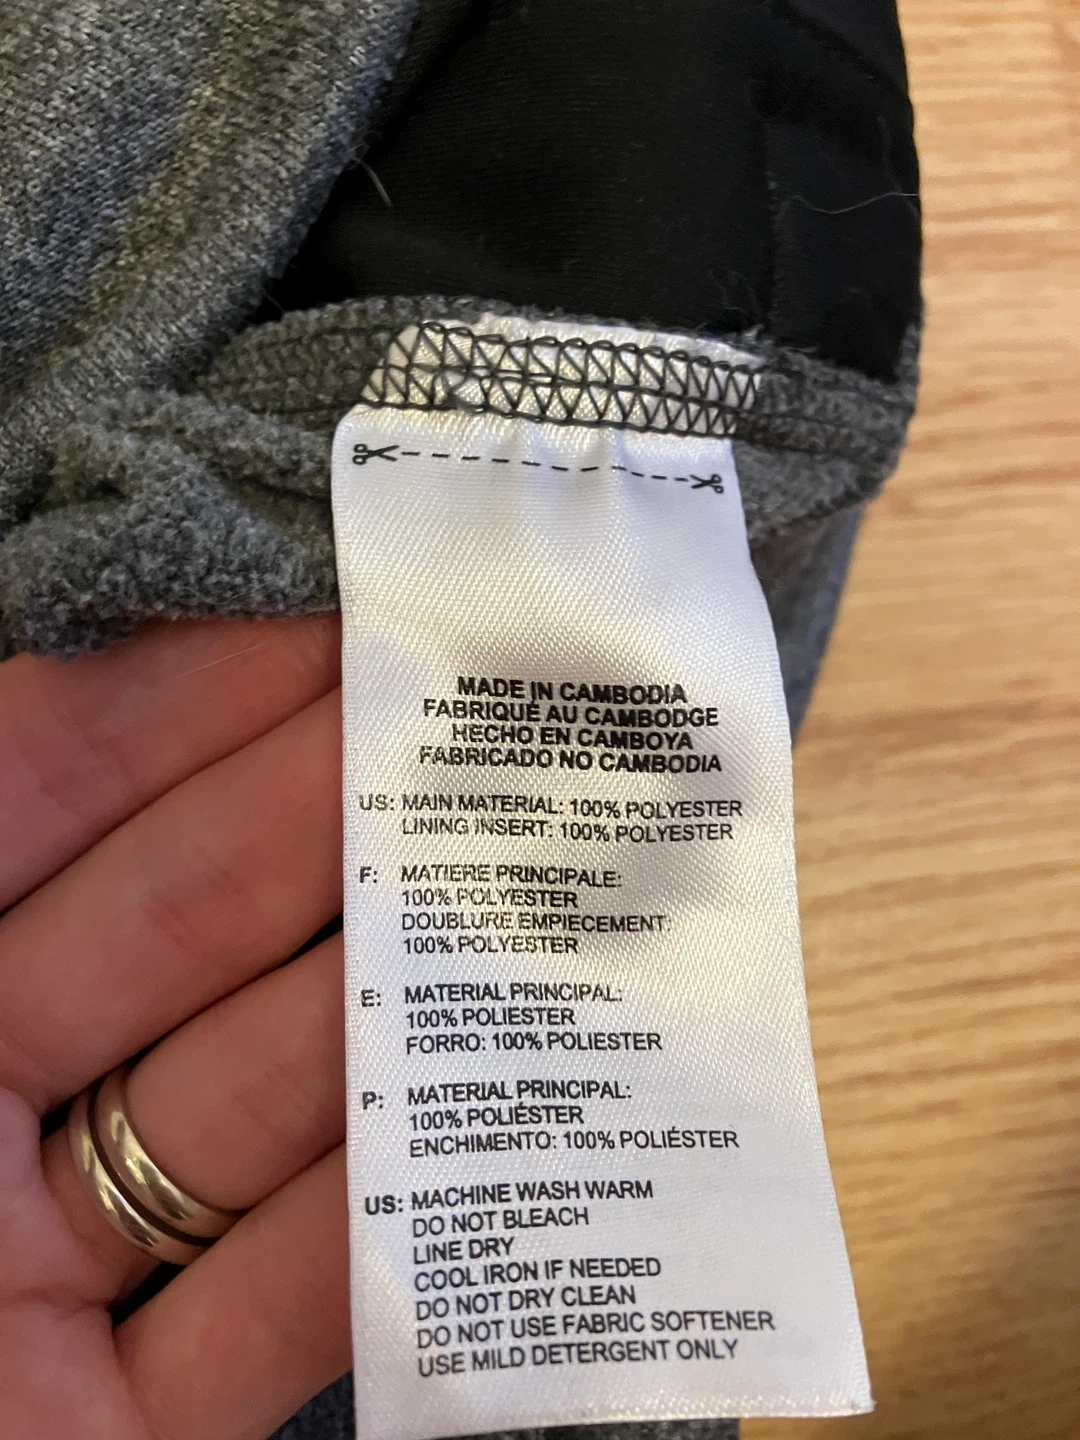 MADE IN CAMBODIA
FABRIQUÉ AU CAMBODGE
HECHO EN CAMBOYA
FABRICADO NO CAMBODIA
US: MAIN MATERIAL: 100% POLYESTER
LINING INSERT: 100% POLYESTER
F: MATIERE PRINCIPALE:
100% POLYESTER
DOUBLURE EMPIECEMENT:
100% POLYESTER
E: MATERIAL PRINCIPAL:
100% POLIESTER
FORRO: 100% POLIESTER
P: MATERIAL PRINCIPAL:
100% POLIÉSTER
ENCHIMENTO: 100% POLIÉSTER
US: MACHINE WASH WARM
DO NOT BLEACH
LINE DRY
COOL IRON IF NEEDED
DO NOT DRY CLEAN
DO NOT USE FABRIC SOFTENER
USE MILD DETERGENT ONLY